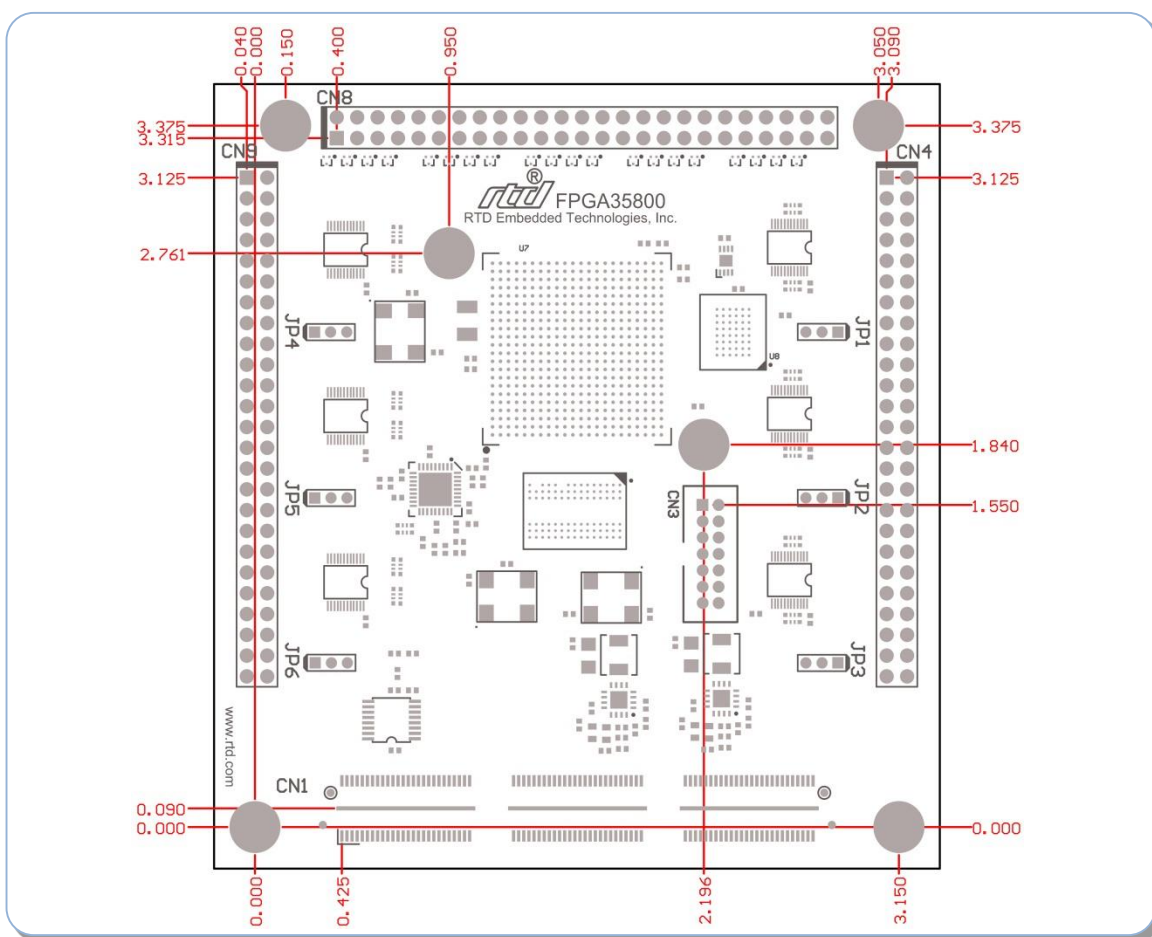 0.040
0.000
0.150
0.400
0.950
3.050
3.090
CN8
3.375
3.315
3.375
CN9
CN4
3.125
3.125
rtd®
FPGA35800
RTD Embedded Technologies, Inc.
2.761
U7
JP4
JP1
U8
1.840
JP5
CN3
JP2
1.550
JP6
JP3
www.rtd.com
CN1
0.090
0.000
0.000
0.000
0.425
2.196
3.150